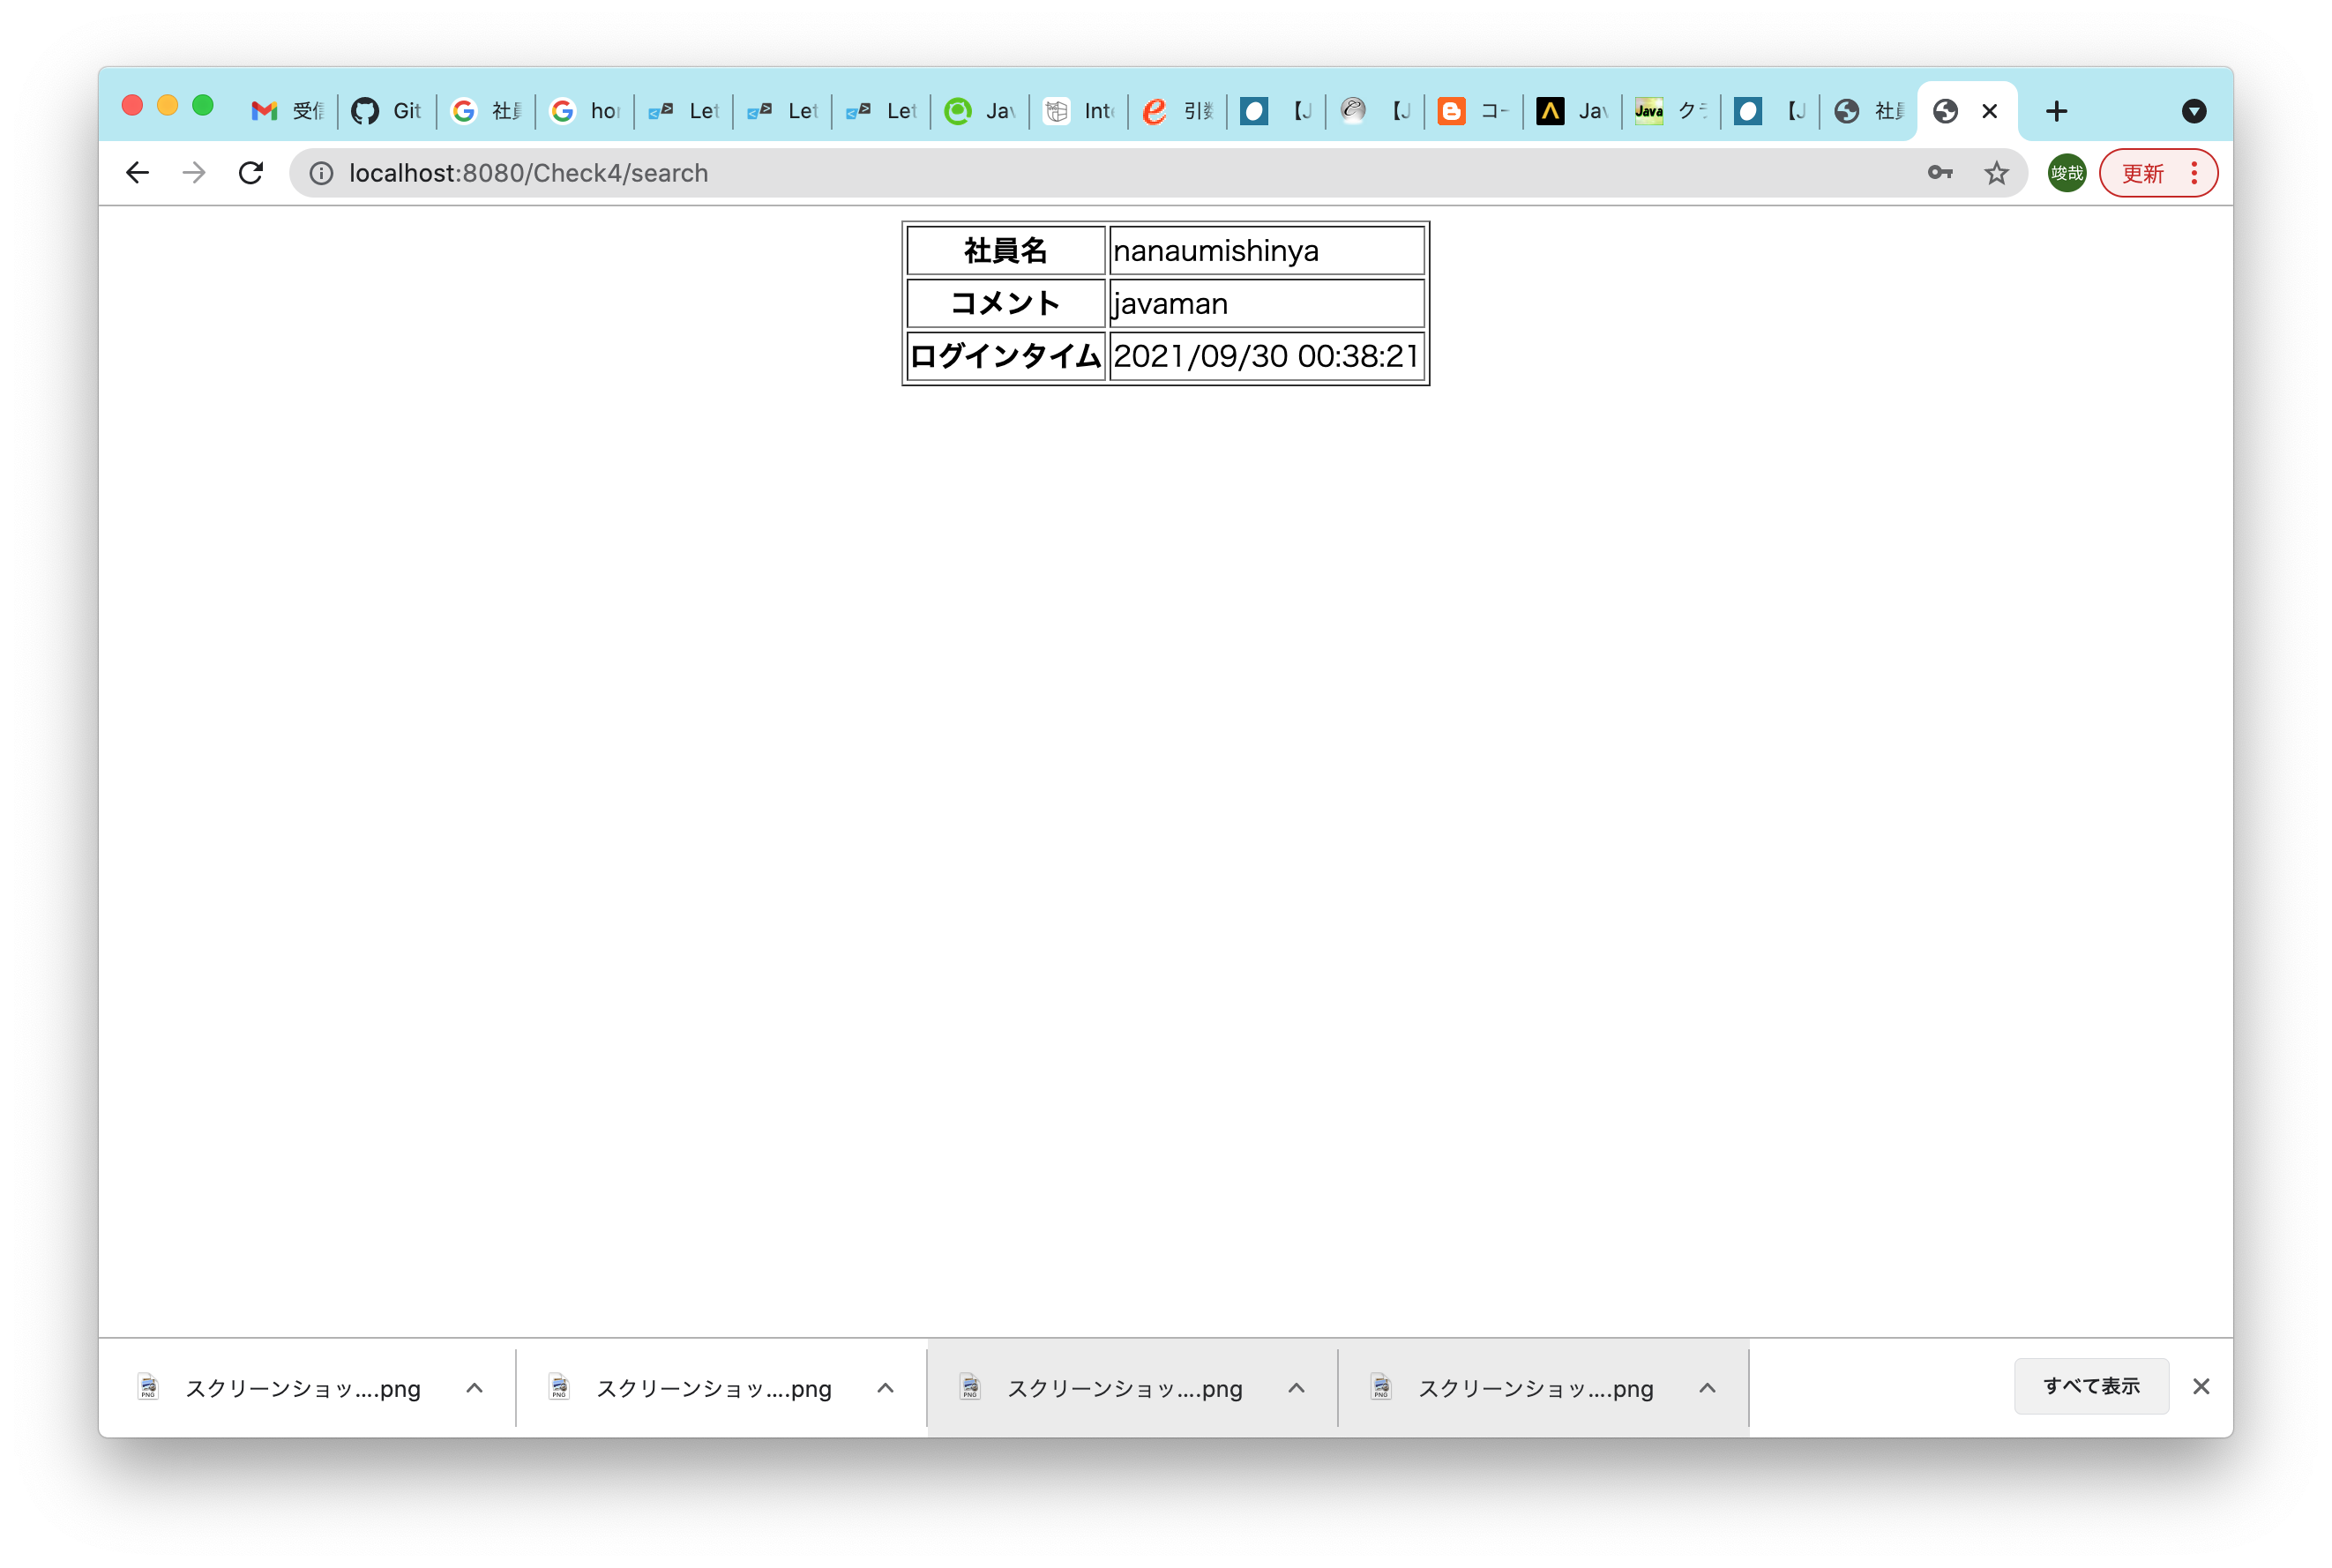 受信 Git 社員 hor Let Let Let Jav Inte 引数 【J 【J コー Jav Java クラ 【J 社員
localhost:8080/Check4/search 竣哉 更新
社員名 nanaumishinya
コメント javaman
ログインタイム 2021/09/30 00:38:21
スクリーンショッ....png スクリーンショッ....png スクリーンショッ....png スクリーンショッ....png すべて表示